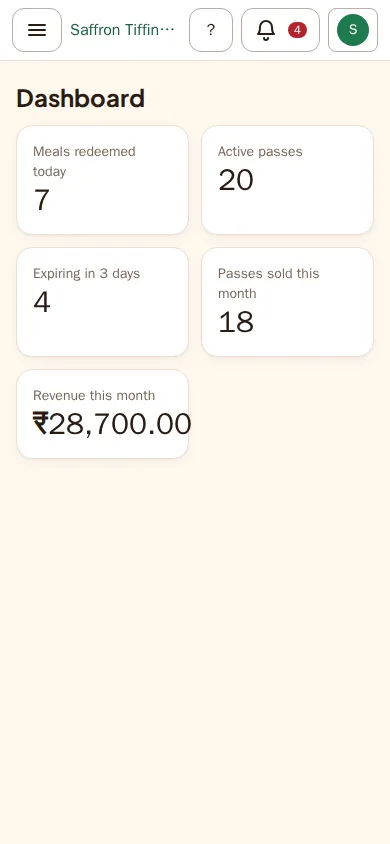 Saffron Tiffin···
?
4
S
Dashboard
Meals redeemed
today
7
Active passes
20
Expiring in 3 days
4
Passes sold this
month
18
Revenue this month
₹28,700.00